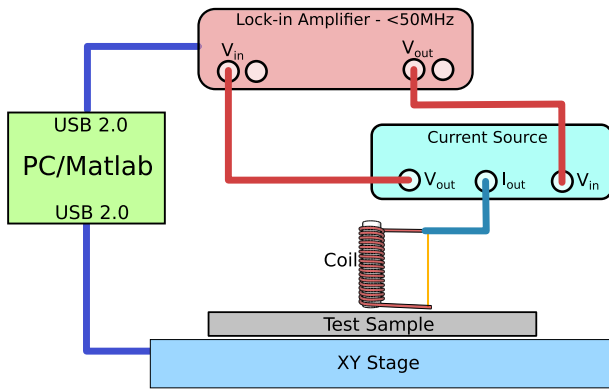 Lock-in Amplifier - <50MHz
Vin
Vout
USB 2.0
PC/Matlab
USB 2.0
Current Source
Vout
Iout
Vin
Coil
Test Sample
XY Stage